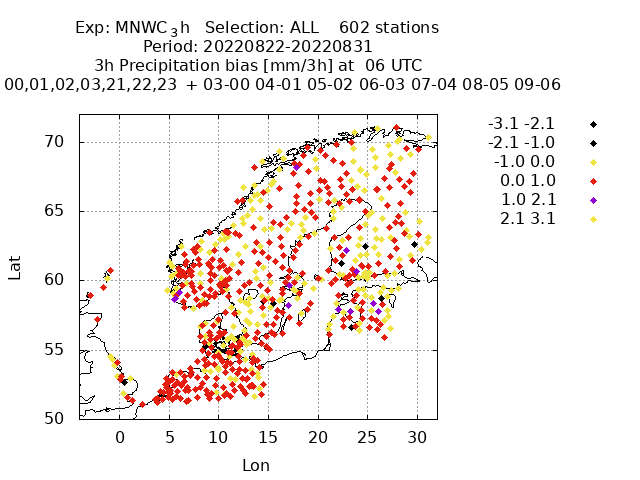 Exp: MNWC_3h Selection: ALL 602 stations
Period: 20220822-20220831
3h Precipitation bias [mm/3h] at 06 UTC
00,01,02,03,21,22,23 + 03-00 04-01 05-02 06-03 07-04 08-05 09-06
-3.1 -2.1
-2.1 -1.0
-1.0 0.0
0.0 1.0
1.0 2.1
2.1 3.1
70
65
60
55
50
Lat
0 5 10 15 20 25 30
Lon